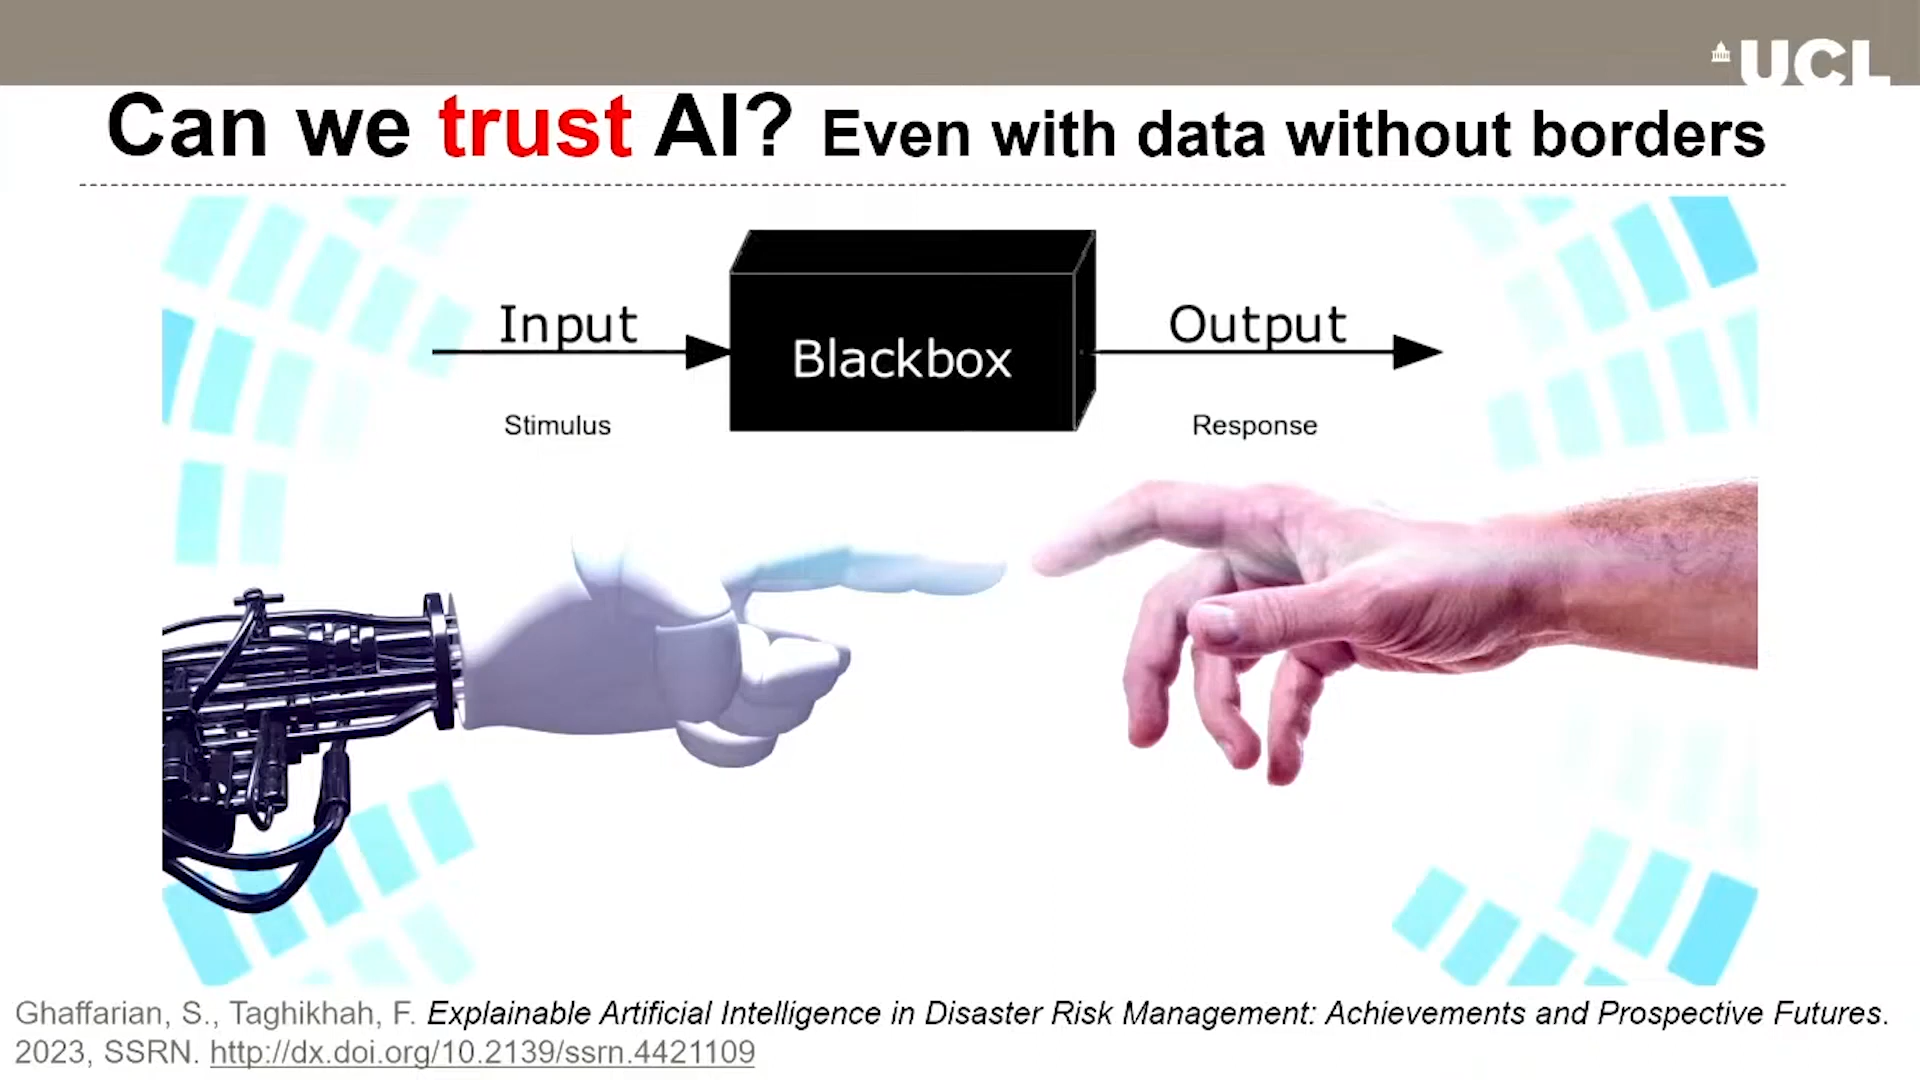 UCL
Can we trust AI? Even with data without borders
Input
Output
Blackbox
Stimulus
Response
Ghaffarian, S., Taghikhah, F. Explainable Artificial Intelligence in Disaster Risk Management: Achievements and Prospective Futures.
2023, SSRN. http://dx.doi.org/10.2139/ssrn.4421109